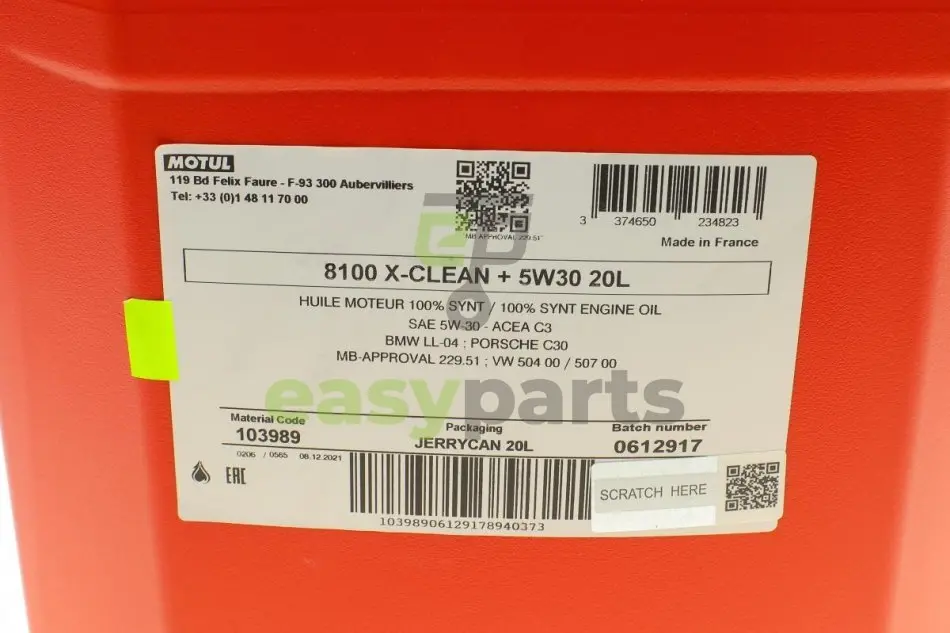 MOTUL
119 Bd Felix Faure - F-93 300 Aubervilliers
Tel: +33 (0)1 48 11 70 00
MB-APPROVAL 229.51
3 374650 234823
Made in France
8100 X-CLEAN + 5W30 20L
HUILE MOTEUR 100% SYNT / 100% SYNT ENGINE OIL
SAE 5W-30 - ACEA C3
BMW LL-04 ; PORSCHE C30
MB-APPROVAL 229.51 ; VW 504 00 / 507 00
easyparts
Material Code
103989
Packaging
JERRYCAN 20L
Batch number
0612917
0206 / 0565 08.12.2021
EAC
10398906129178940373
SCRATCH HERE